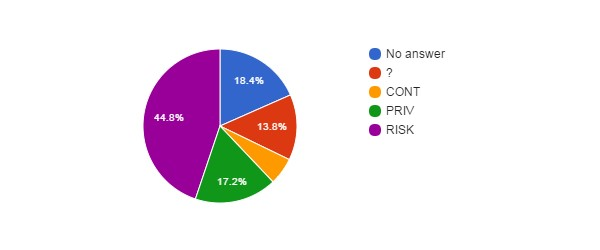 18.4%
13.8%
17.2%
44.8%
No answer
?
CONT
PRIV
RISK